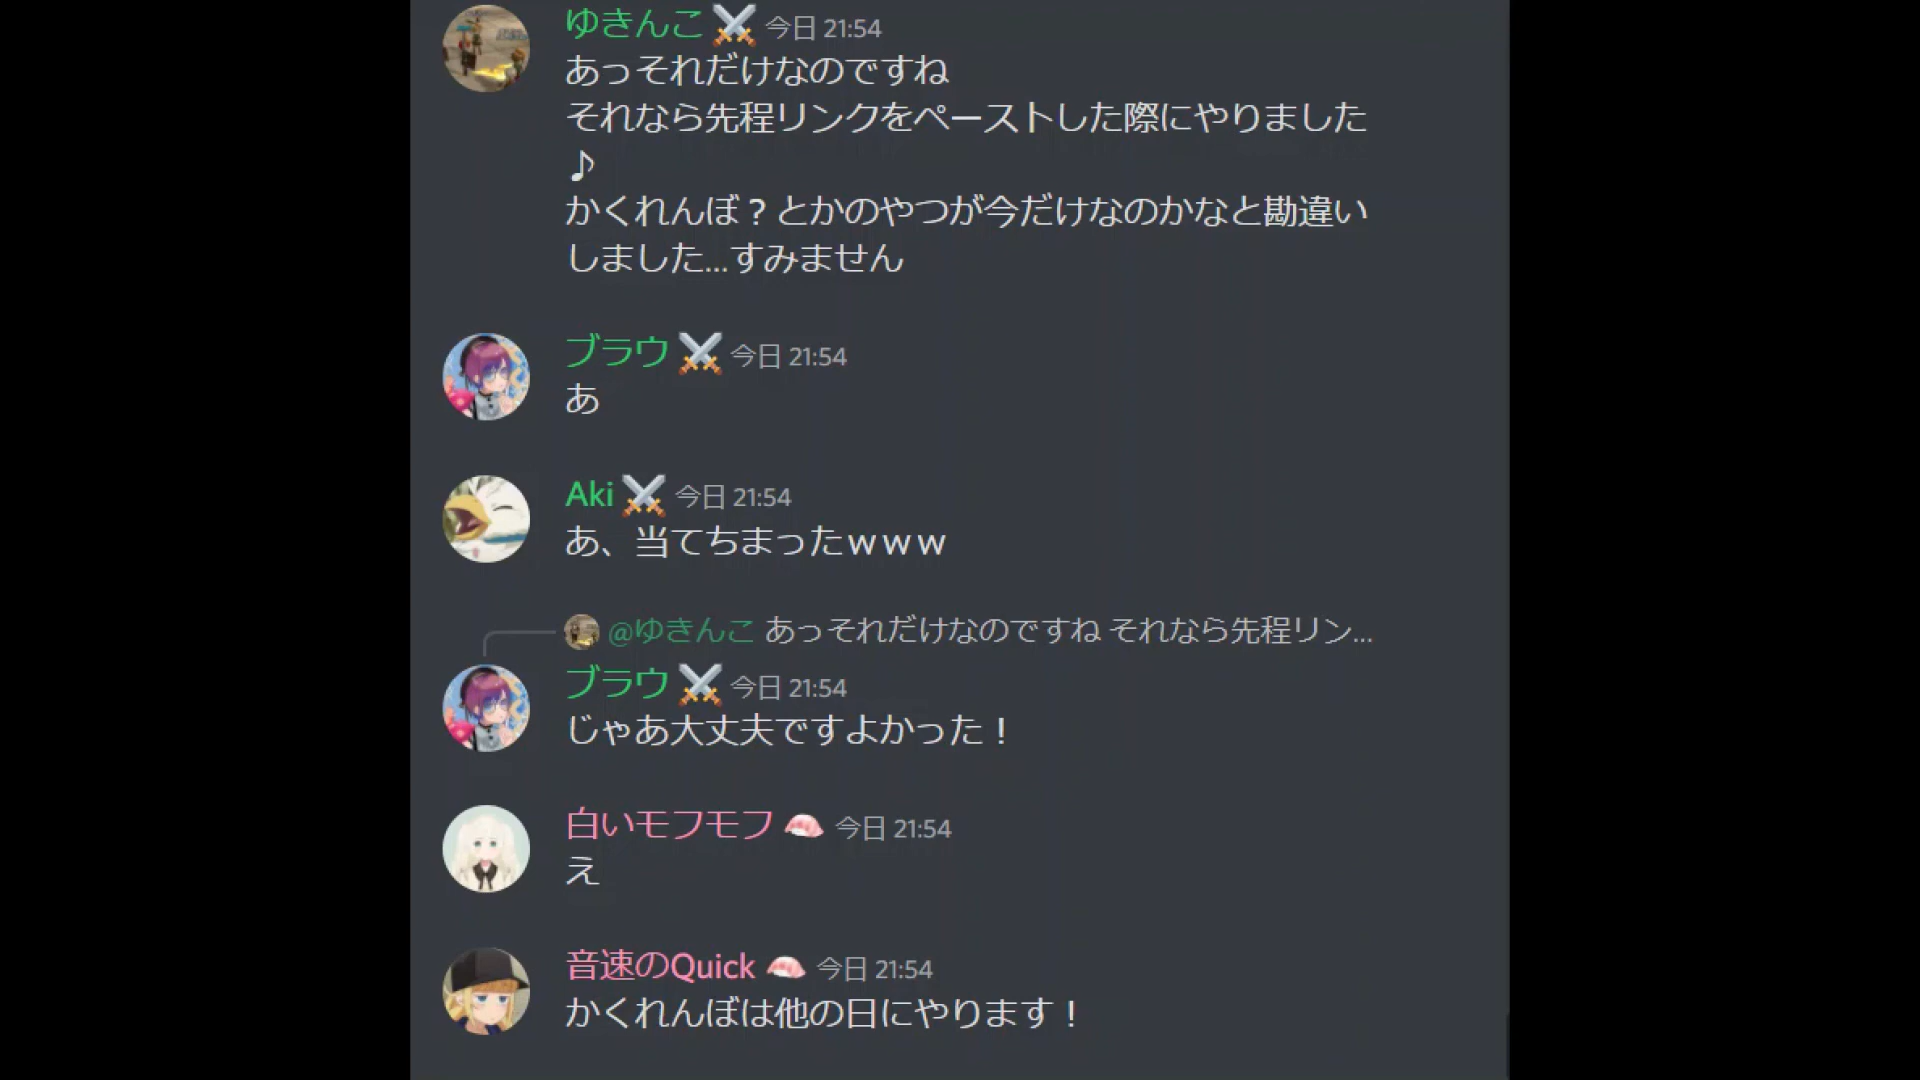 ゆきんこ 今日 21:54
あっそれだけなのですね
それなら先程リンクをペーストした際にやりました
♪
かくれんぼ？とかのやつが今だけなのかなと勘違い
しました...すみません
ブラウ 今日 21:54
あ
Aki 今日 21:54
あ、当てちまったｗｗｗ
@ゆきんこ あっそれだけなのですね それなら先程リン...
ブラウ 今日 21:54
じゃあ大丈夫ですよかった！
白いモフモフ 今日 21:54
え
音速のQuick 今日 21:54
かくれんぼは他の日にやります！